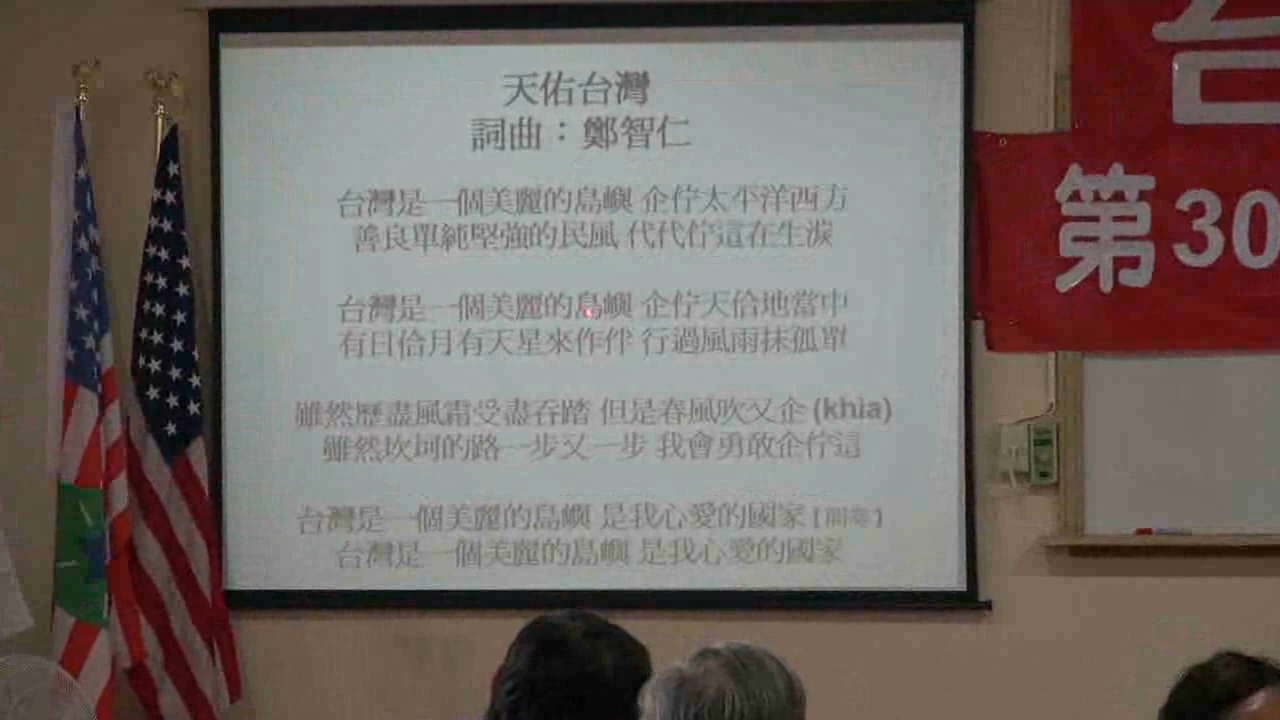 天佑台灣
詞曲：鄭智仁
台灣是一個美麗的島嶼 企佇太平洋西方
善良單純堅強的民風 代代佇這在生湠
台灣是一個美麗的島嶼 企佇天佮地當中
有日佮月有天星來作伴 行過風雨抹孤單
雖然歷盡風霜受盡吞踏 但是春風吹又企(khia)
雖然坎坷的路一步又一步 我會勇敢企佇這
台灣是一個美麗的島嶼 是我心愛的國家 [間奏]
台灣是一個美麗的島嶼 是我心愛的國家
台
第30